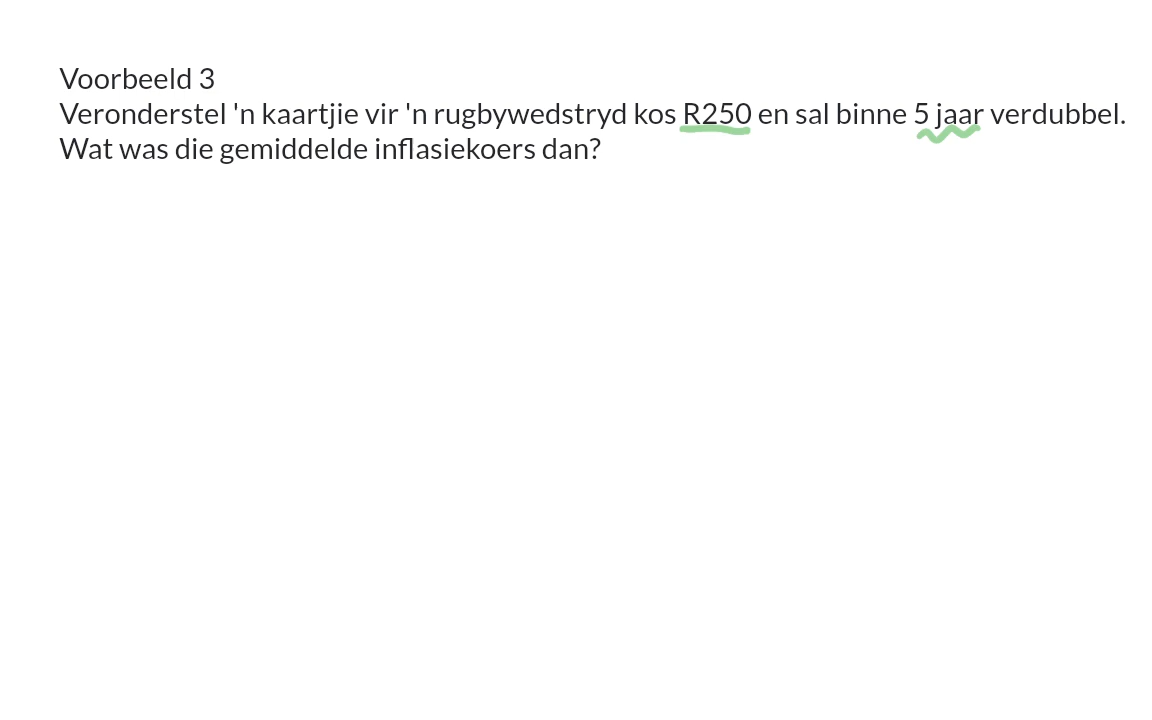 Voorbeeld 3
Veronderstel 'n kaartjie vir 'n rugbywedstryd kos R250 en sal binne 5 jaar verdubbel.
Wat was die gemiddelde inflasiekoers dan?